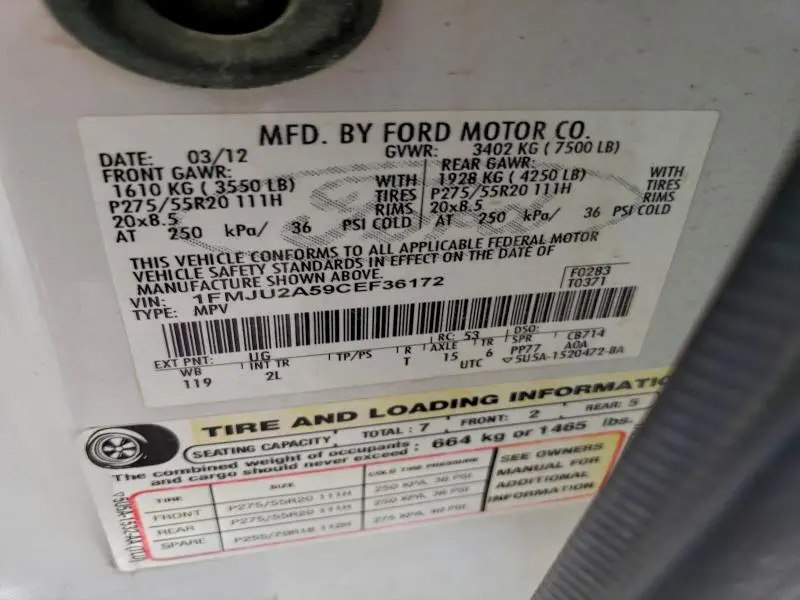 MFD. BY FORD MOTOR CO.
DATE: 03/12 GVWR: 3402 KG ( 7500 LB)
FRONT GAWR: REAR GAWR:
1610 KG ( 3550 LB) WITH 1928 KG ( 4250 LB) WITH
P275/55R20 111H TIRES P275/55R20 111H TIRES
20x8.5 RIMS 20x8.5 RIMS
AT 250 kPa/ 36 PSI COLD AT 250 kPa/ 36 PSI COLD
THIS VEHICLE CONFORMS TO ALL APPLICABLE FEDERAL MOTOR
VEHICLE SAFETY STANDARDS IN EFFECT ON THE DATE OF
MANUFACTURE SHOWN ABOVE.
VIN: 1FMJU2A59CEF36172 F0283
TYPE: MPV T0371
EXT PNT: UG RC: 53 DSO:
WB INT TR TP/PS R AXLE TR SPR CB714
119 2L T 15 6 PP77 A0A
UTC ▽5U5A-1520472-BA
TIRE AND LOADING INFORMATIO
SEATING CAPACITY TOTAL: 7 FRONT: 2 REAR: 5
The combined weight of occupants
and cargo should never exceed: 664 kg or 1465 lbs.
TIRE SIZE COLD TIRE PRESSURE
FRONT P275/55R20 111H 250 KPA, 36 PSI
REAR P275/55R20 111H 250 KPA, 36 PSI
SPARE 275 KPA, 40 PSI
SEE OWNERS
MANUAL FOR
ADDITIONAL
INFORMATION